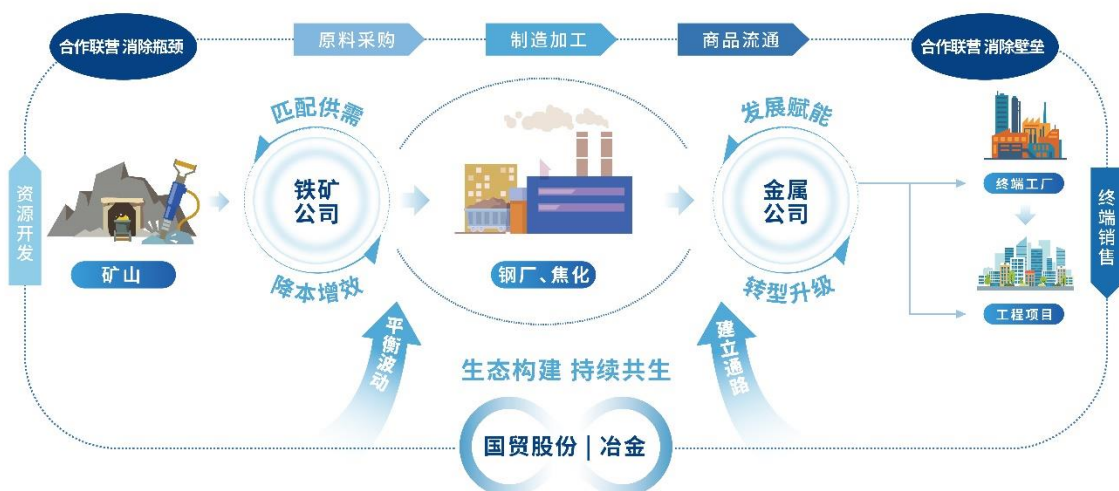 合作联营 消除瓶颈
原料采购
制造加工
商品流通
合作联营 消除壁垒
资源开发
矿山
匹配供需
铁矿
公司
降本增效
钢厂、焦化
发展赋能
金属
公司
转型升级
终端工厂
工程项目
终端销售
平衡波动
建立通路
生态构建 持续共生
国贸股份 | 冶金